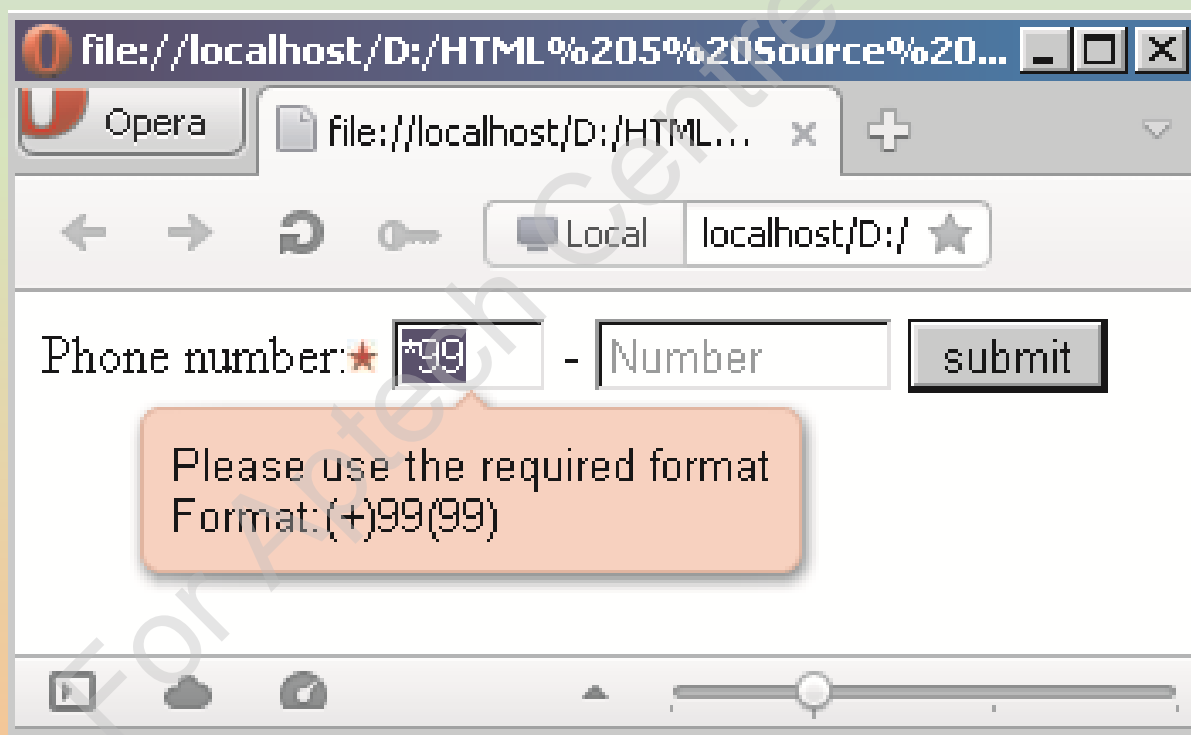 file://localhost/D:/HTML%205%20Source%20...
Opera
file://localhost/D:/HTML...
Local
localhost/D:/
Phone number:★ *99 - Number submit
Please use the required format
Format:(+)99(99)
For Aptech Centre